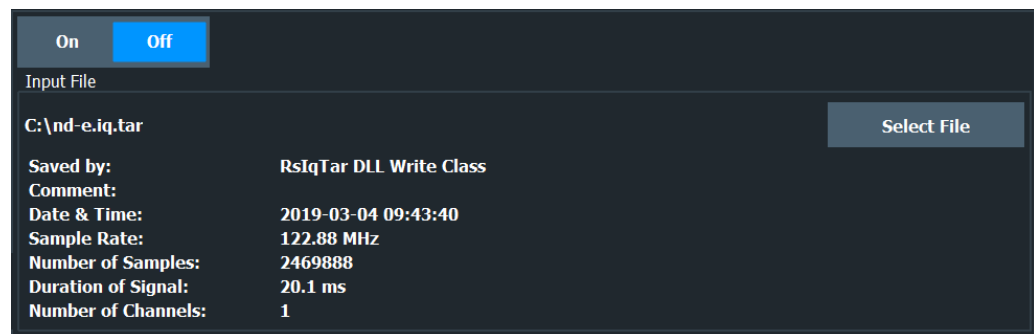 On Off
Input File
C:\nd-e.iq.tar Select File
Saved by: RsIqTar DLL Write Class
Comment:
Date & Time: 2019-03-04 09:43:40
Sample Rate: 122.88 MHz
Number of Samples: 2469888
Duration of Signal: 20.1 ms
Number of Channels: 1